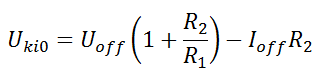 U_{ki0} = U_{off} \left(1 + \frac{R_2}{R_1}\right) - I_{off} R_2